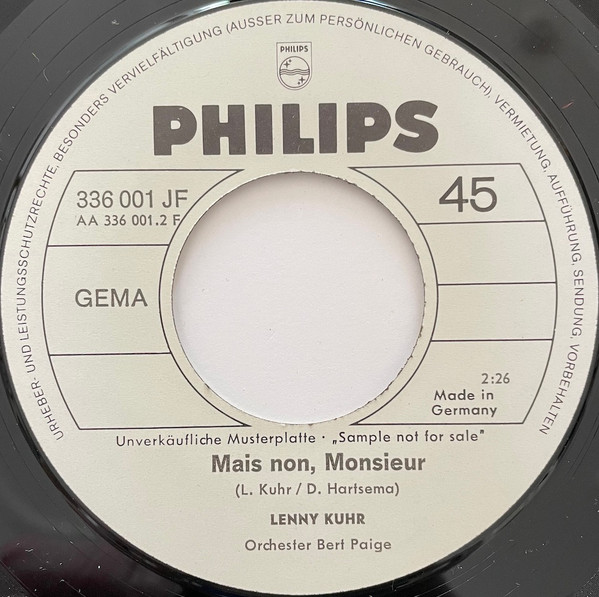 URHEBER- UND LEISTUNGSSCHUTZRECHTE, BESONDERS VERVIELFÄLTIGUNG (AUSSER ZUM PERSÖNLICHEN GEBRAUCH), VERMIETUNG, AUFFÜHRUNG, SENDUNG, VORBEHALTEN
PHILIPS
PHILIPS
336 001 JF
AA 336 001.2 F
45
GEMA
2:26
Made in
Germany
Unverkäufliche Musterplatte · „Sample not for sale"
Mais non, Monsieur
(L. Kuhr / D. Hartsema)
LENNY KUHR
Orchester Bert Paige